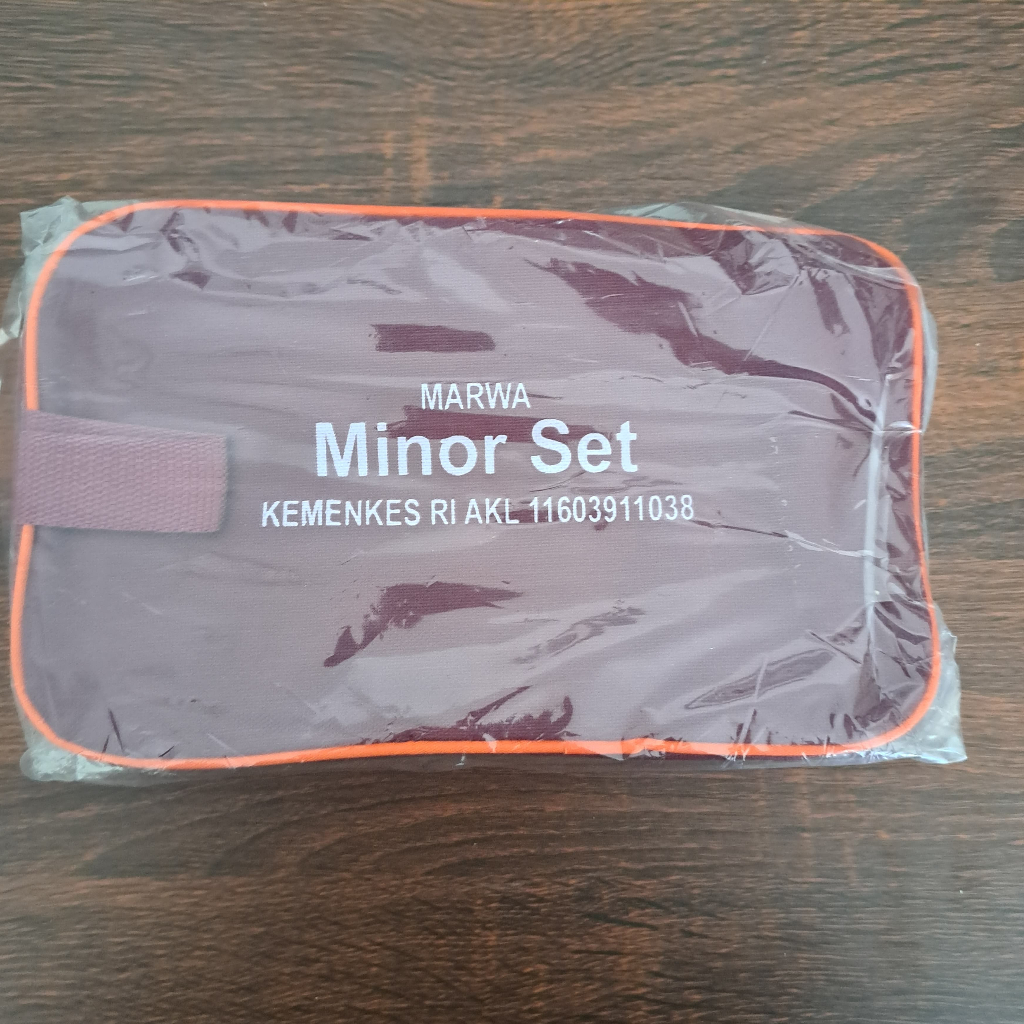 MARWA
Minor Set
KEMENKES RI AKL 11603911038